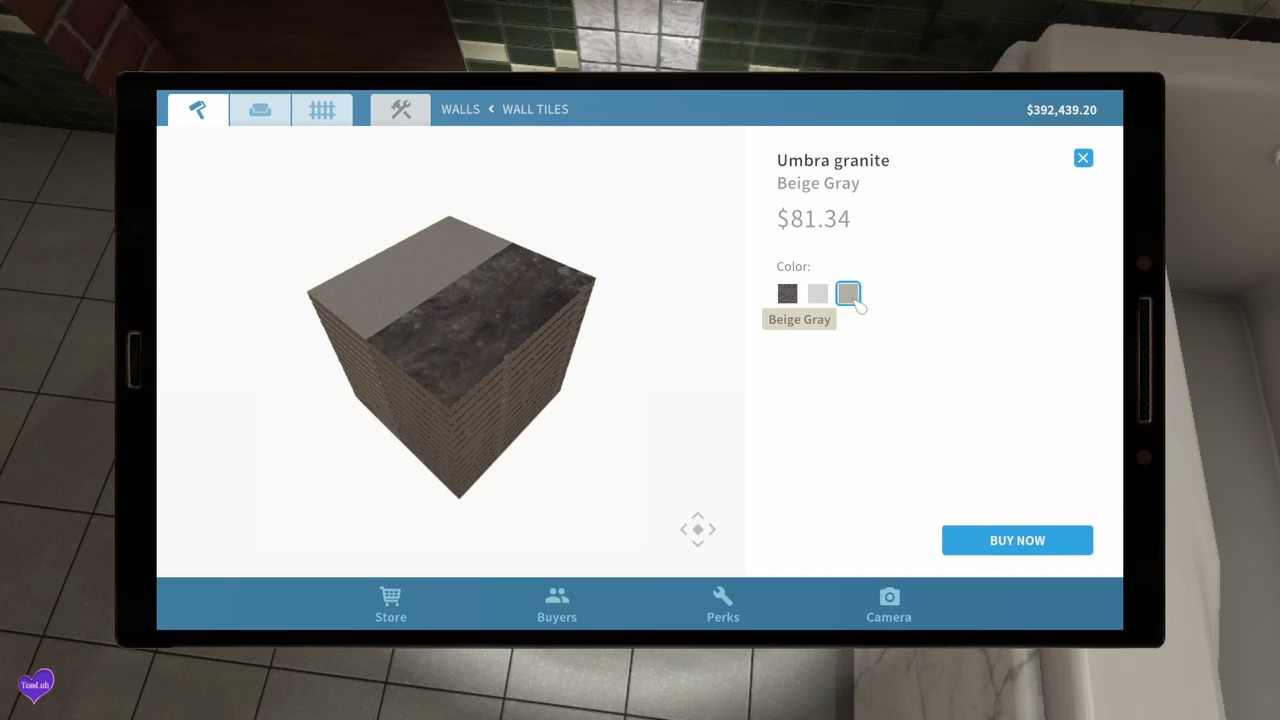 WALLS < WALL TILES
$392,439.20
Umbra granite
Beige Gray
$81.34
Color:
Beige Gray
BUY NOW
Store
Buyers
Perks
Camera